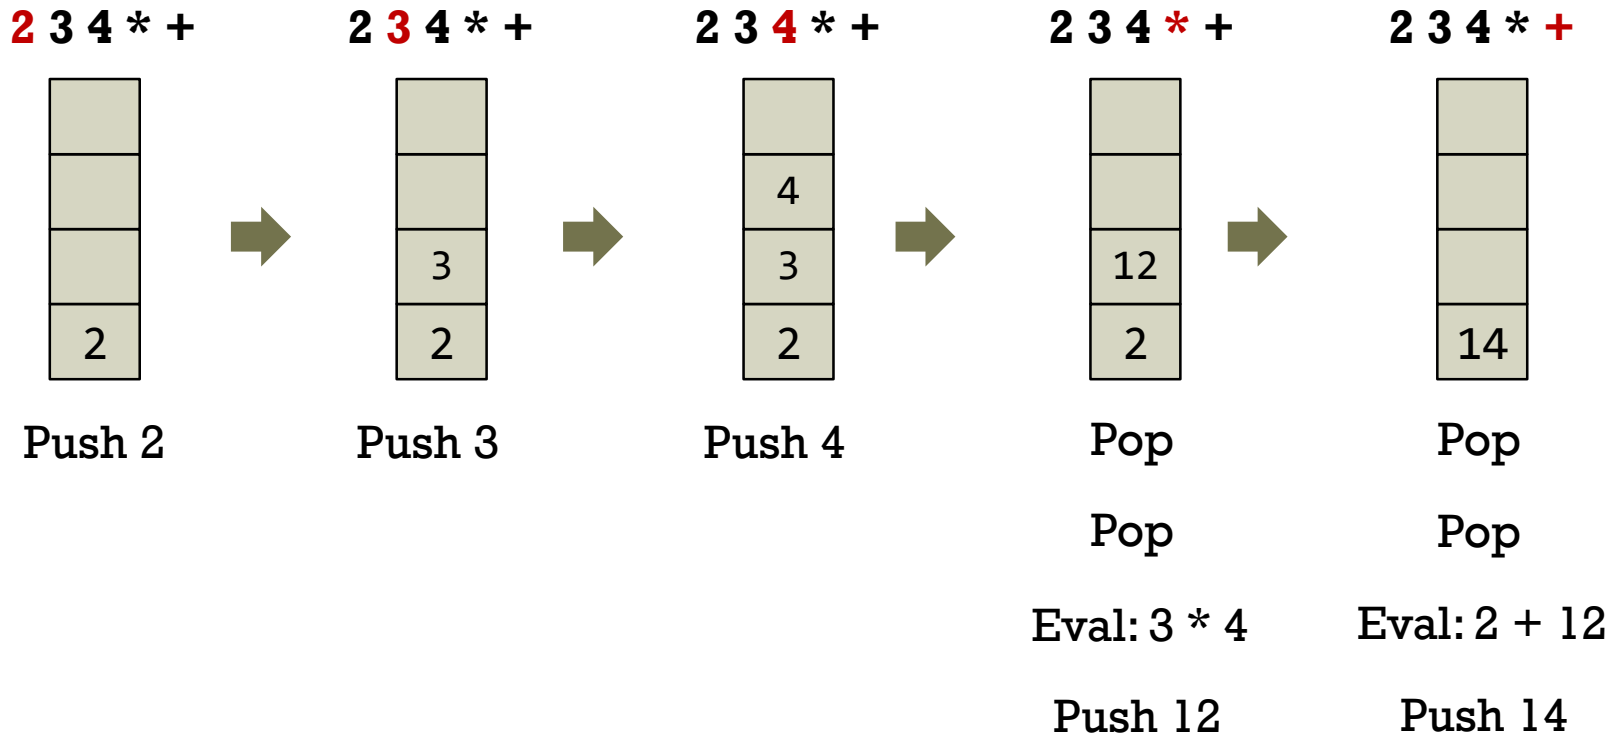 2 3 4 * +
2
Push 2
2 3 4 * +
3
2
Push 3
2 3 4 * +
4
3
2
Push 4
2 3 4 * +
12
2
Pop
Pop
Eval: 3 * 4
Push 12
2 3 4 * +
14
Pop
Pop
Eval: 2 + 12
Push 14